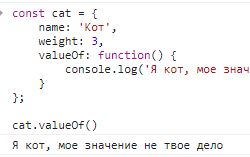 const cat = {
name: 'Кот',
weight: 3,
valueOf: function() {
console.log('Я кот, мое знач
}
};
cat.valueOf()
Я кот, мое значение не твое дело